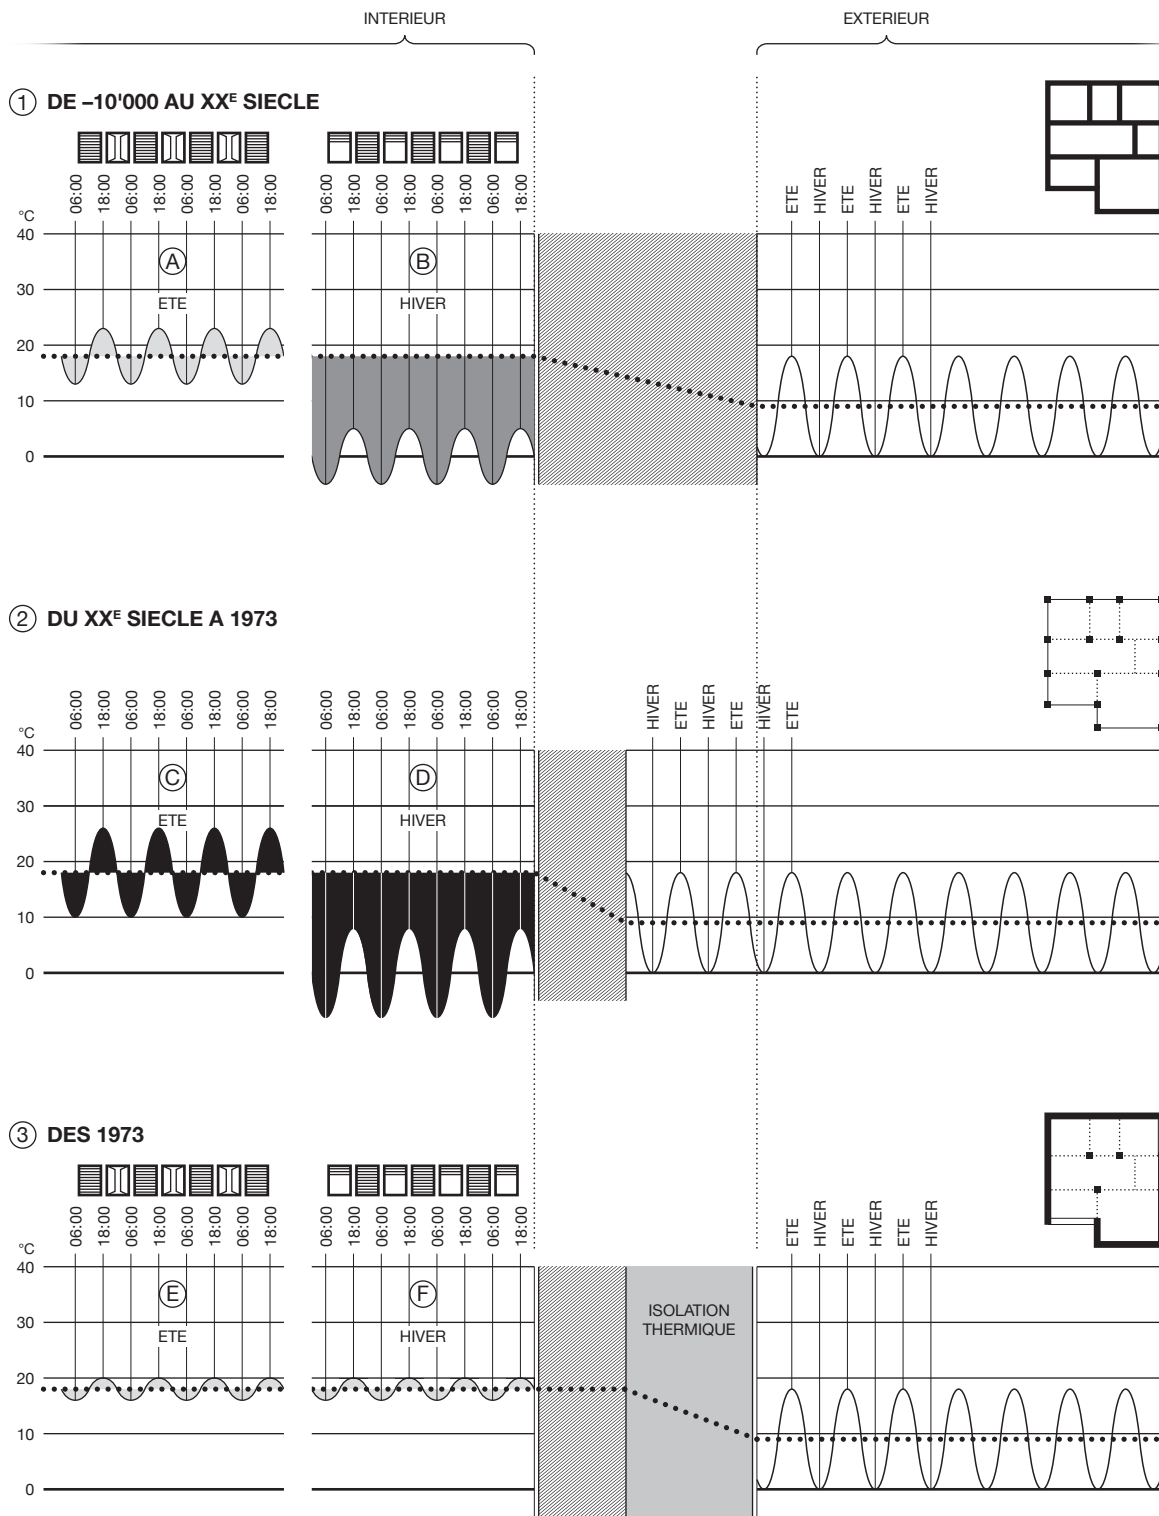 INTERIEUR
EXTERIEUR
1 DE –10'000 AU XXE SIECLE
06:00 18:00 06:00 18:00 06:00 18:00 06:00 18:00
06:00 18:00 06:00 18:00 06:00 18:00 06:00 18:00
ETE HIVER ETE HIVER ETE HIVER
°C
40
30
20
10
0
A
ETE
B
HIVER
2 DU XXE SIECLE A 1973
06:00 18:00 06:00 18:00 06:00 18:00 06:00 18:00
06:00 18:00 06:00 18:00 06:00 18:00 06:00 18:00
HIVER ETE HIVER ETE HIVER ETE
°C
40
30
20
10
0
C
ETE
D
HIVER
3 DES 1973
06:00 18:00 06:00 18:00 06:00 18:00 06:00 18:00
06:00 18:00 06:00 18:00 06:00 18:00 06:00 18:00
ETE HIVER ETE HIVER ETE HIVER
°C
40
30
20
10
0
E
ETE
F
HIVER
ISOLATION
THERMIQUE